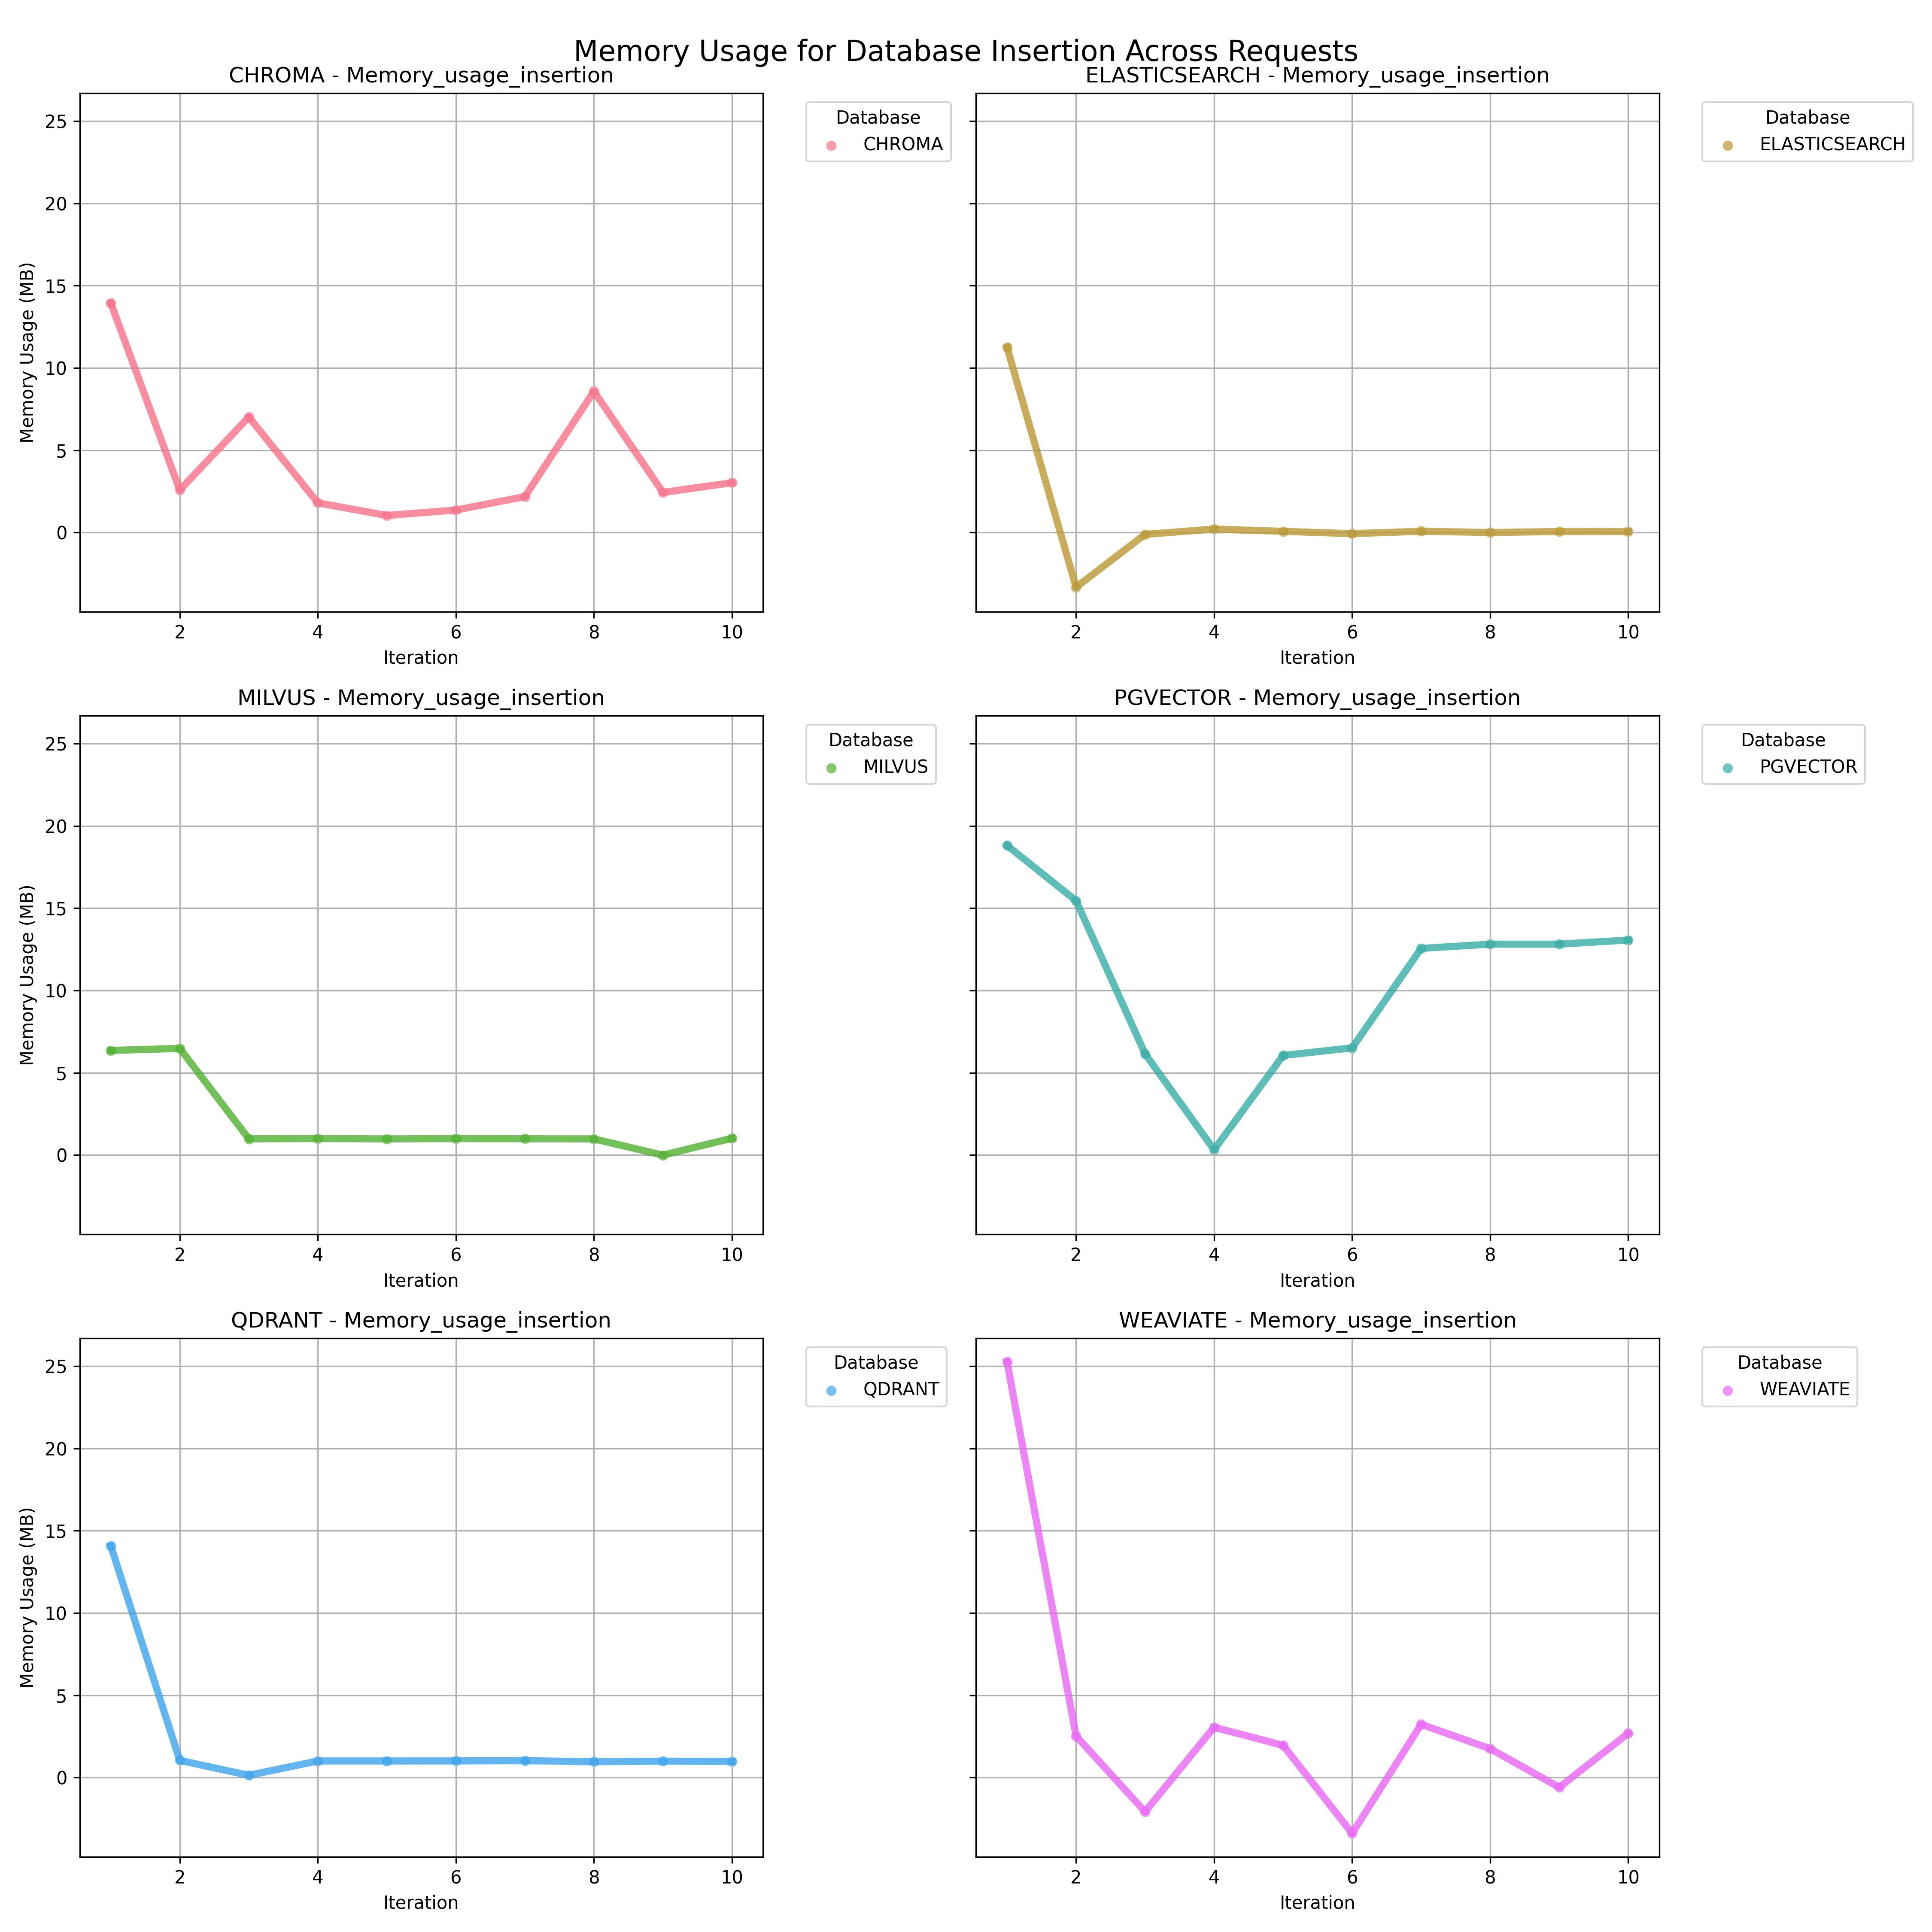 Memory Usage for Database Insertion Across Requests
CHROMA - Memory_usage_insertion
Memory Usage (MB)
25
20
15
10
5
0
2 4 6 8 10
Iteration
Database
CHROMA
ELASTICSEARCH - Memory_usage_insertion
2 4 6 8 10
Iteration
Database
ELASTICSEARCH
MILVUS - Memory_usage_insertion
Memory Usage (MB)
25
20
15
10
5
0
2 4 6 8 10
Iteration
Database
MILVUS
PGVECTOR - Memory_usage_insertion
2 4 6 8 10
Iteration
Database
PGVECTOR
QDRANT - Memory_usage_insertion
Memory Usage (MB)
25
20
15
10
5
0
2 4 6 8 10
Iteration
Database
QDRANT
WEAVIATE - Memory_usage_insertion
2 4 6 8 10
Iteration
Database
WEAVIATE